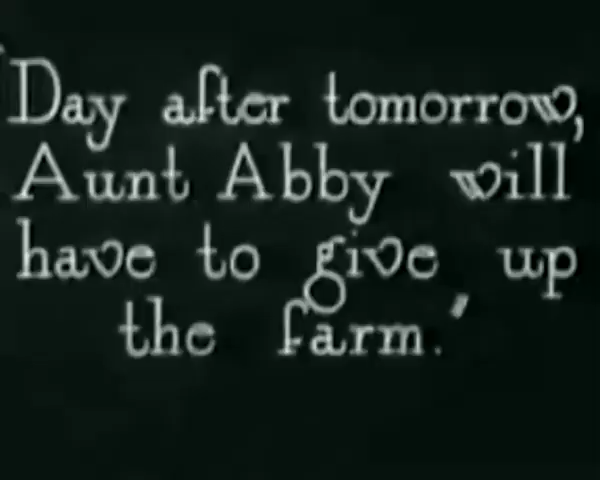 'Day after tomorrow,
Aunt Abby will
have to give up
the farm.'